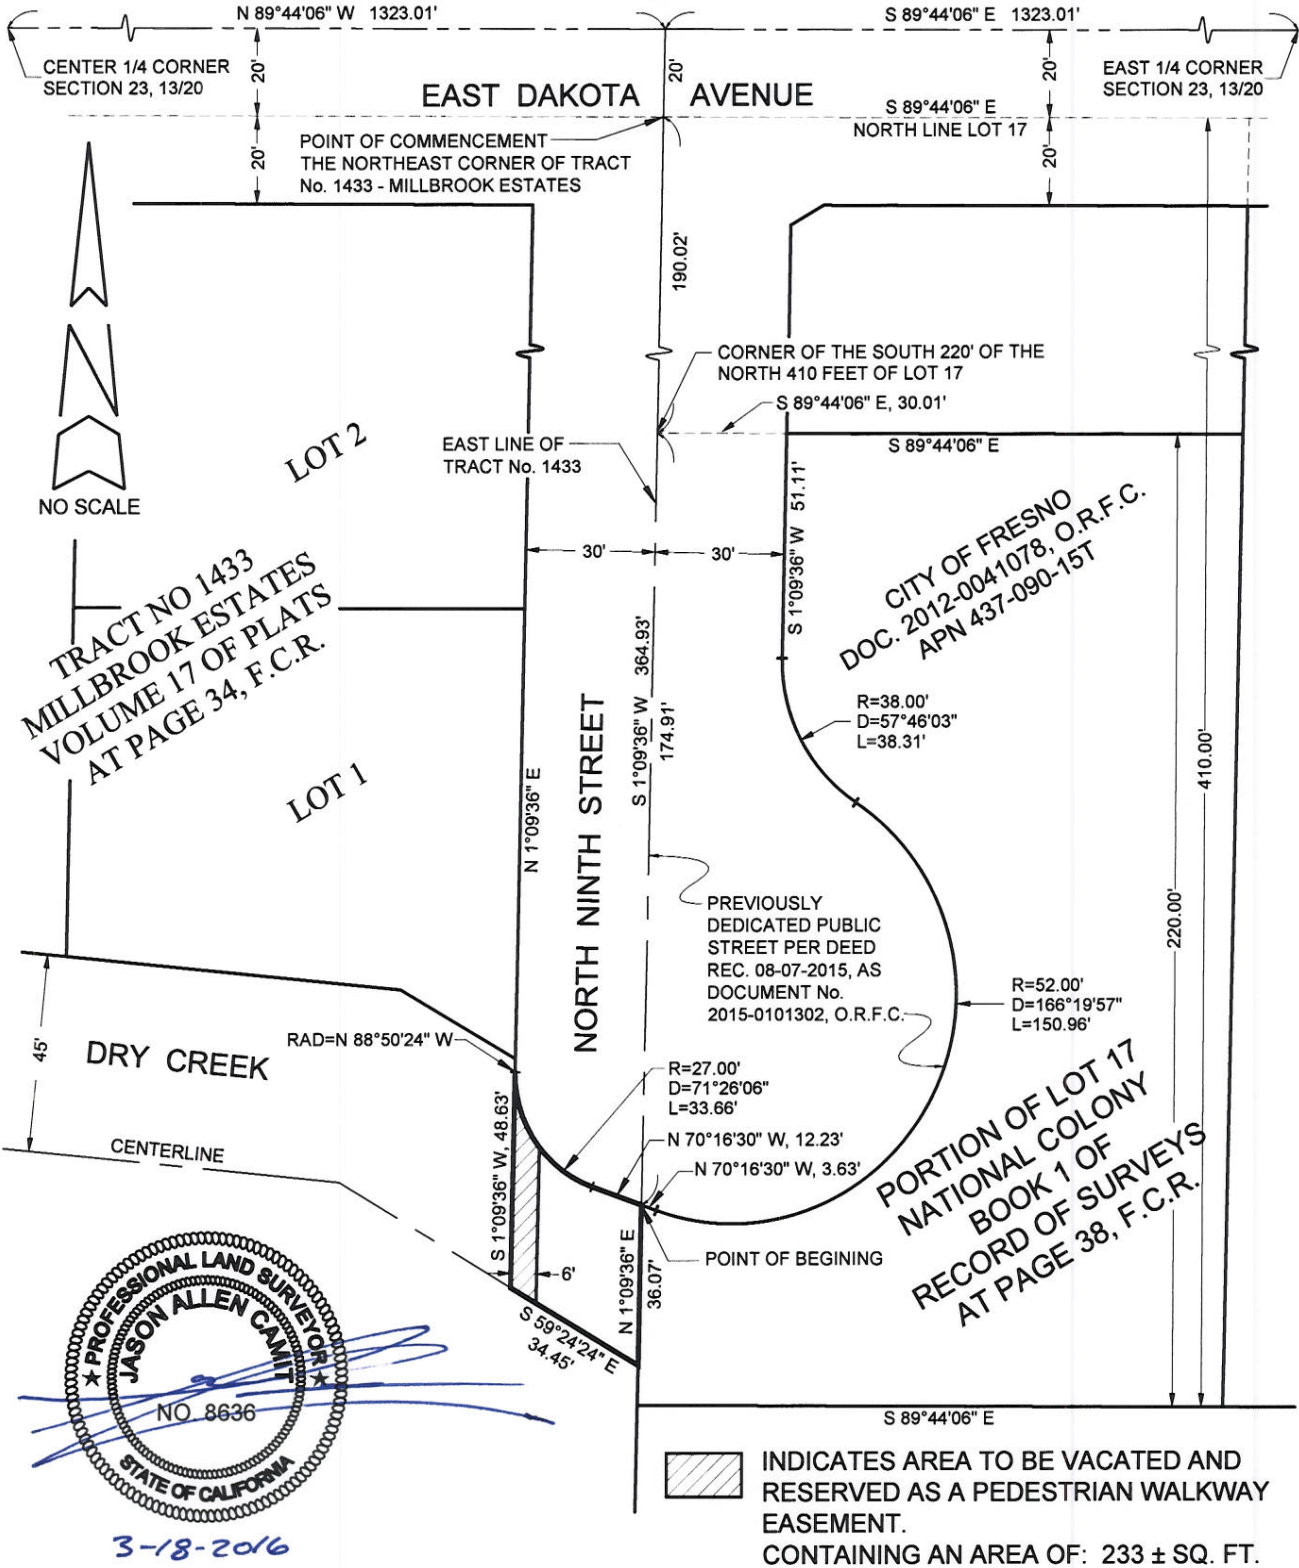 N 89°44'06" W 1323.01'
S 89°44'06" E 1323.01'
CENTER 1/4 CORNER
SECTION 23, 13/20
20'
20'
20'
EAST 1/4 CORNER
SECTION 23, 13/20
EAST DAKOTA AVENUE
S 89°44'06" E
NORTH LINE LOT 17
POINT OF COMMENCEMENT
THE NORTHEAST CORNER OF TRACT
No. 1433 - MILLBROOK ESTATES
20'
20'
190.02'
CORNER OF THE SOUTH 220' OF THE
NORTH 410 FEET OF LOT 17
S 89°44'06" E, 30.01'
EAST LINE OF
TRACT No. 1433
S 89°44'06" E
N
NO SCALE
LOT 2
S 1°09'36" W 51.11'
30'
30'
CITY OF FRESNO
DOC. 2012-0041078, O.R.F.C.
APN 437-090-15T
TRACT NO 1433
MILLBROOK ESTATES
VOLUME 17 OF PLATS
AT PAGE 34, F.C.R.
S 1°09'36" W 364.93'
174.91'
R=38.00'
D=57°46'03"
L=38.31'
410.00'
LOT 1
N 1°09'36" E
NORTH NINTH STREET
220.00'
PREVIOUSLY
DEDICATED PUBLIC
STREET PER DEED
REC. 08-07-2015, AS
DOCUMENT No.
2015-0101302, O.R.F.C.
R=52.00'
D=166°19'57"
L=150.96'
45'
DRY CREEK
RAD=N 88°50'24" W
R=27.00'
D=71°26'06"
L=33.66'
N 70°16'30" W, 12.23'
N 70°16'30" W, 3.63'
CENTERLINE
S 1°09'36" W, 48.63'
PORTION OF LOT 17
NATIONAL COLONY
BOOK 1 OF
RECORD OF SURVEYS
AT PAGE 38, F.C.R.
POINT OF BEGINING
6'
N 1°09'36" E
36.07'
S 59°24'24" E
34.45'
PROFESSIONAL LAND SURVEYOR
JASON ALLEN CAMIT
NO. 8636
STATE OF CALIFORNIA
3-18-2016
S 89°44'06" E
INDICATES AREA TO BE VACATED AND
RESERVED AS A PEDESTRIAN WALKWAY
EASEMENT.
CONTAINING AN AREA OF: 233 ± SQ. FT.